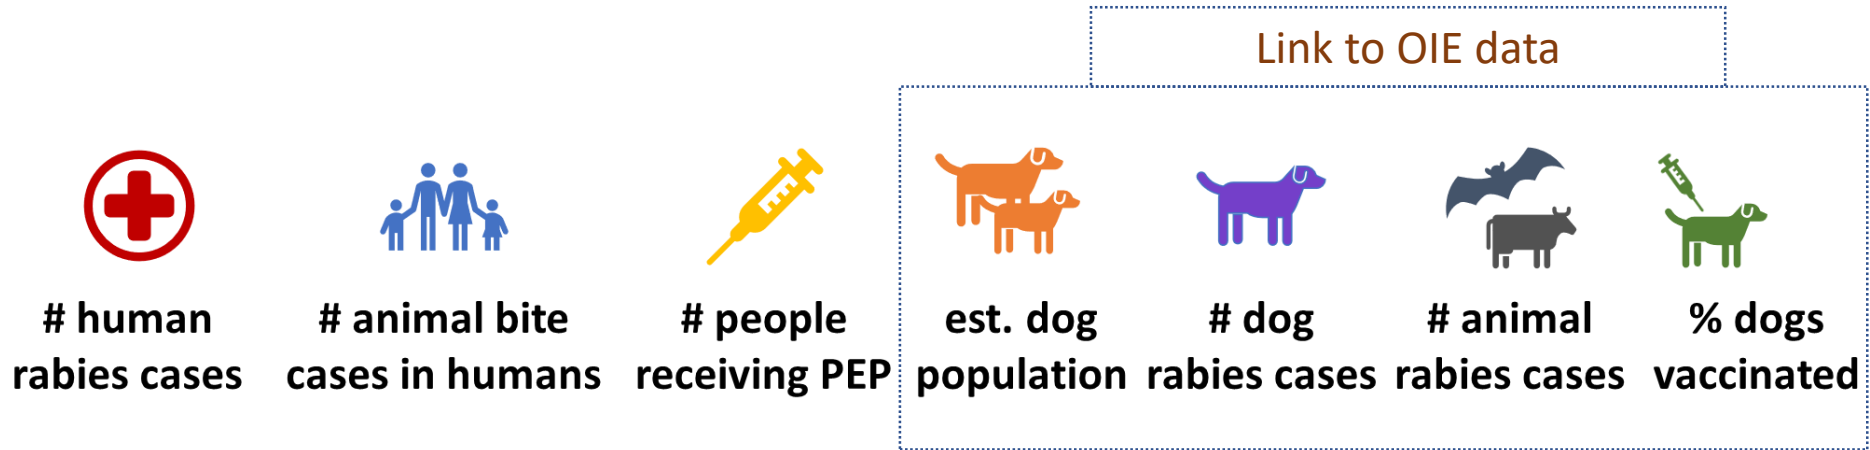 Link to OIE data
# human
rabies cases
# animal bite
cases in humans
# people
receiving PEP
est. dog
population
# dog
rabies cases
# animal
rabies cases
% dogs
vaccinated